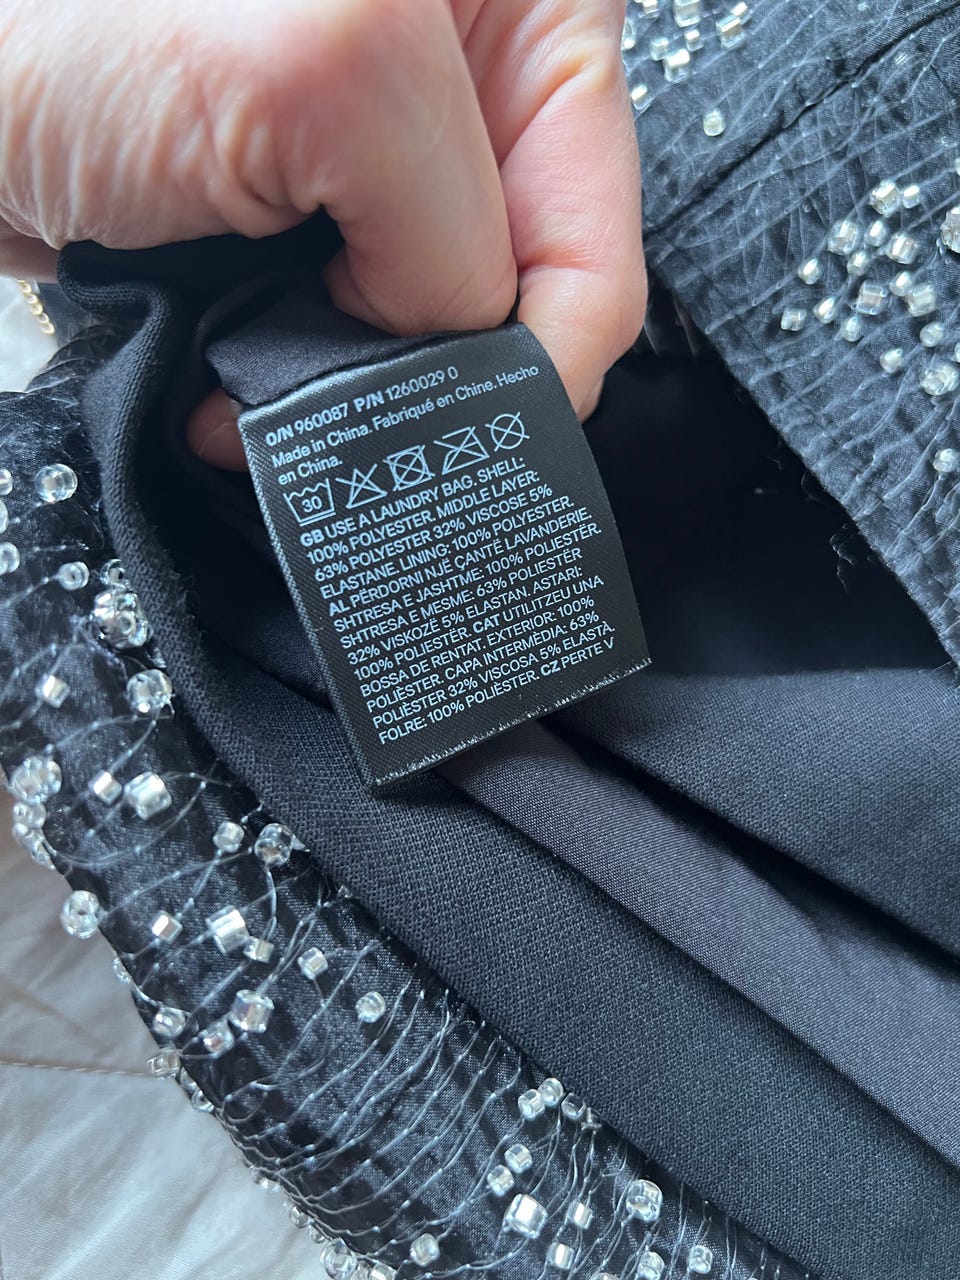 O/N 960087 P/N 1260029 0
Made in China. Fabriqué en Chine. Hecho
en China.
30
GB USE A LAUNDRY BAG. SHELL:
100% POLYESTER. MIDDLE LAYER:
63% POLYESTER 32% VISCOSE 5%
ELASTANE. LINING: 100% POLYESTER.
AL PËRDORNI NJË ÇANTË LAVANDERIE.
SHTRESA E JASHTME: 100% POLIESTËR.
SHTRESA E MESME: 63% POLIESTËR
32% VISKOZË 5% ELASTAN. ASTARI:
100% POLIESTËR. CAT UTILITZEU UNA
BOSSA DE RENTAT. EXTERIOR: 100%
POLIÈSTER. CAPA INTERMÈDIA: 63%
POLIÈSTER 32% VISCOSA 5% ELASTÀ.
FOLRE: 100% POLIÈSTER. CZ PERTE V